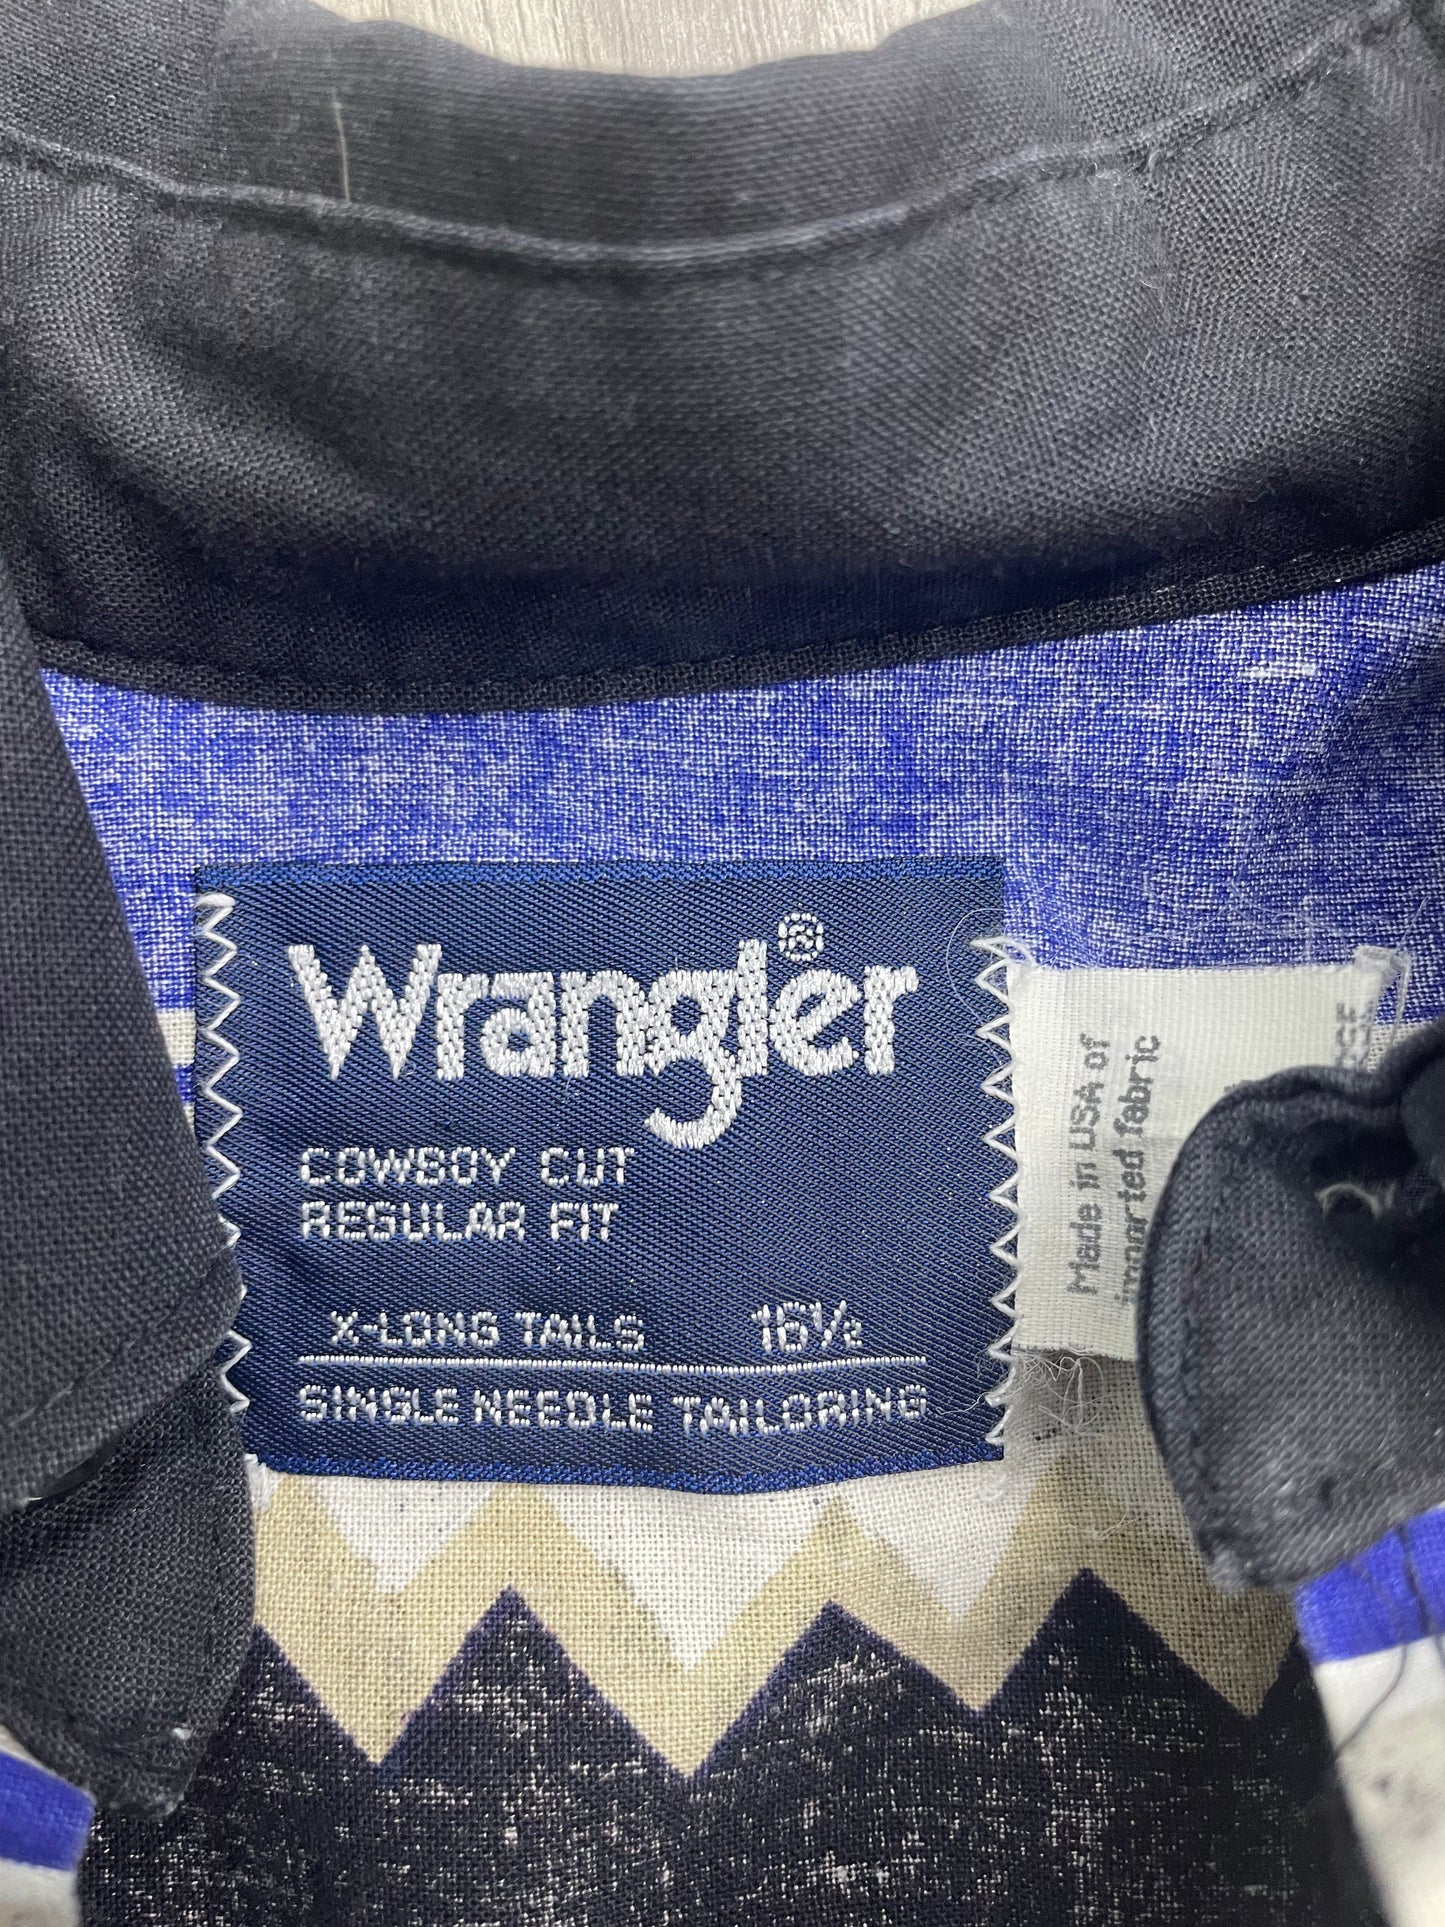 Wrangler®
COWBOY CUT
REGULAR FIT
X-LONG TAILS 16½
SINGLE NEEDLE TAILORING
Made in USA of
imported fabric